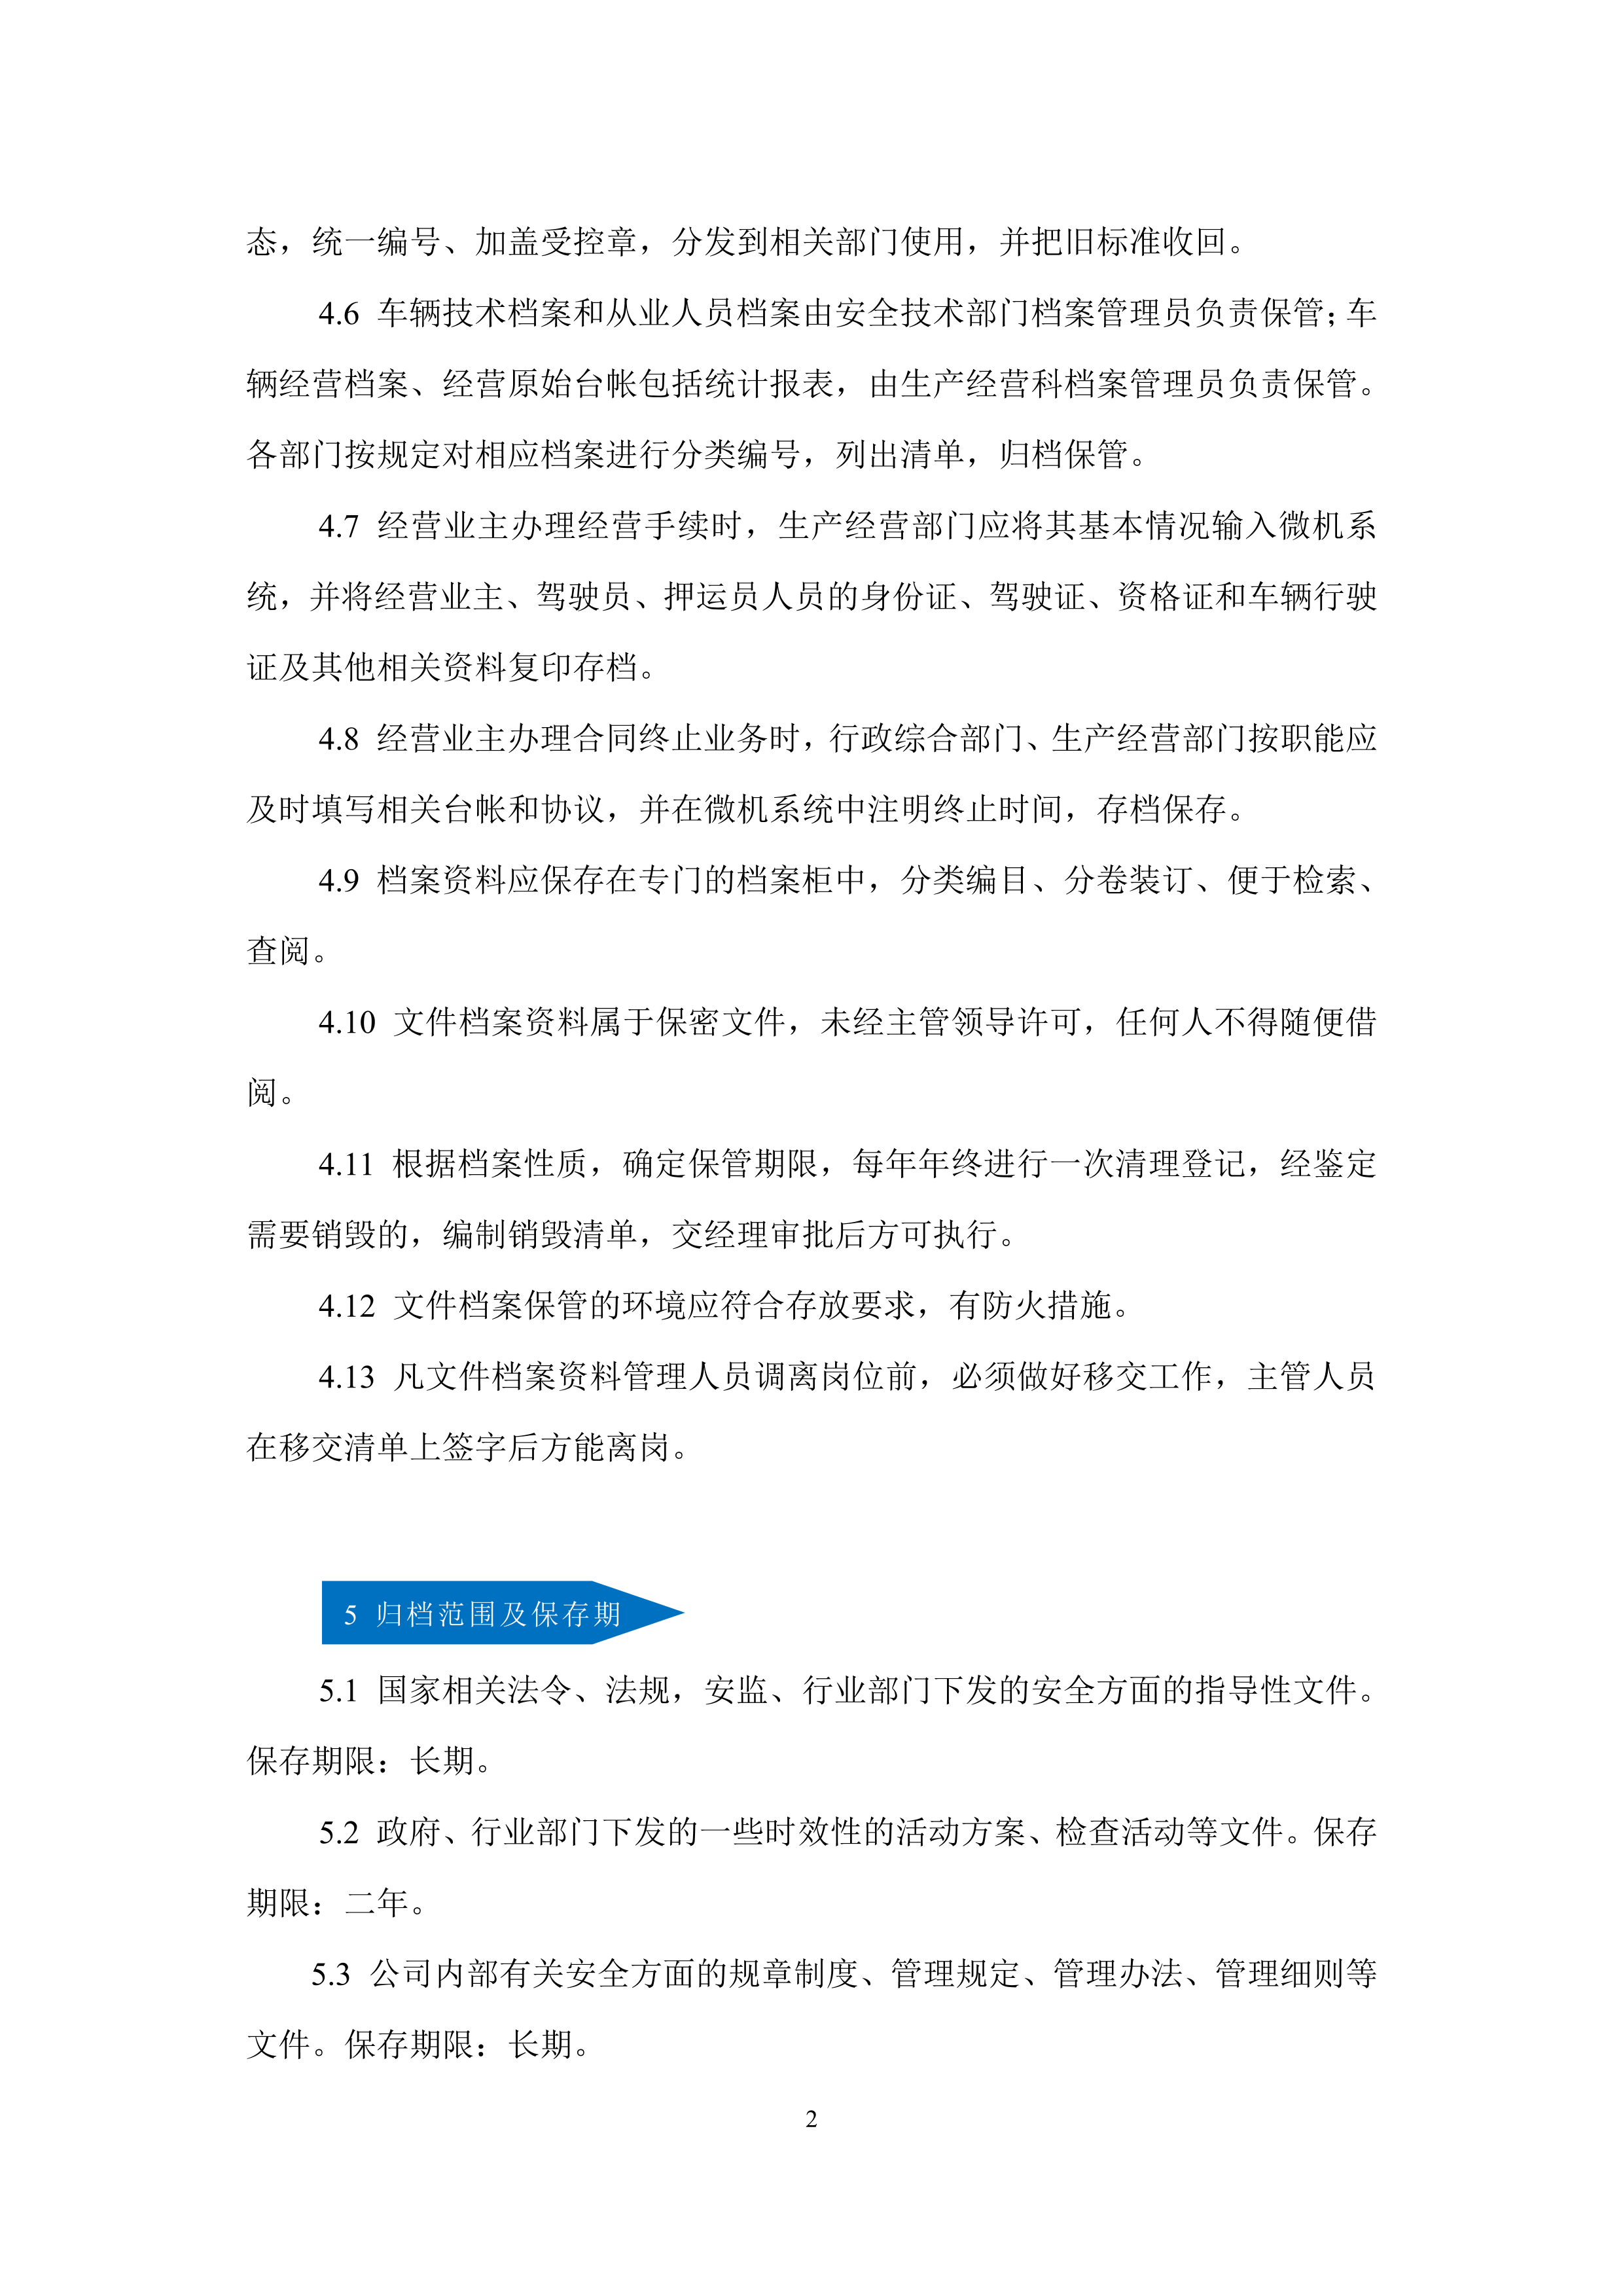 态，统一编号、加盖受控章，分发到相关部门使用，并把旧标准收回。
4.6 车辆技术档案和从业人员档案由安全技术部门档案管理员负责保管；车
辆经营档案、经营原始台帐包括统计报表，由生产经营科档案管理员负责保管。
各部门按规定对相应档案进行分类编号，列出清单，归档保管。
4.7 经营业主办理经营手续时，生产经营部门应将其基本情况输入微机系
统，并将经营业主、驾驶员、押运员人员的身份证、驾驶证、资格证和车辆行驶
证及其他相关资料复印存档。
4.8 经营业主办理合同终止业务时，行政综合部门、生产经营部门按职能应
及时填写相关台帐和协议，并在微机系统中注明终止时间，存档保存。
4.9 档案资料应保存在专门的档案柜中，分类编目、分卷装订、便于检索、
查阅。
4.10 文件档案资料属于保密文件，未经主管领导许可，任何人不得随便借
阅。
4.11 根据档案性质，确定保管期限，每年年终进行一次清理登记，经鉴定
需要销毁的，编制销毁清单，交经理审批后方可执行。
4.12 文件档案保管的环境应符合存放要求，有防火措施。
4.13 凡文件档案资料管理人员调离岗位前，必须做好移交工作，主管人员
在移交清单上签字后方能离岗。
5 归档范围及保存期
5.1 国家相关法令、法规，安监、行业部门下发的安全方面的指导性文件。
保存期限：长期。
5.2 政府、行业部门下发的一些时效性的活动方案、检查活动等文件。保存
期限：二年。
5.3 公司内部有关安全方面的规章制度、管理规定、管理办法、管理细则等
文件。保存期限：长期。
2